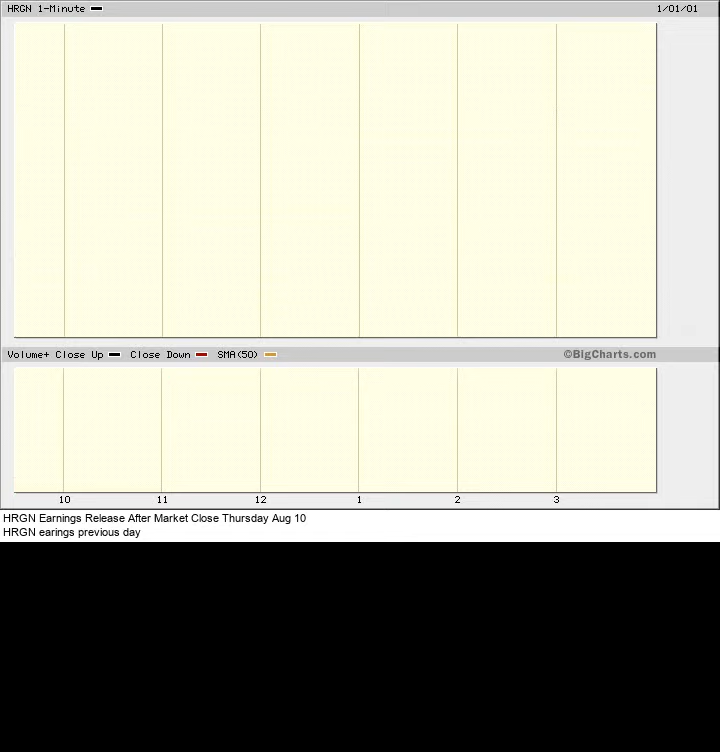 HRGN 1-Minute 1/01/01
Volume+ Close Up Close Down SMA(50) ©BigCharts.com
10 11 12 1 2 3
HRGN Earnings Release After Market Close Thursday Aug 10
HRGN earings previous day